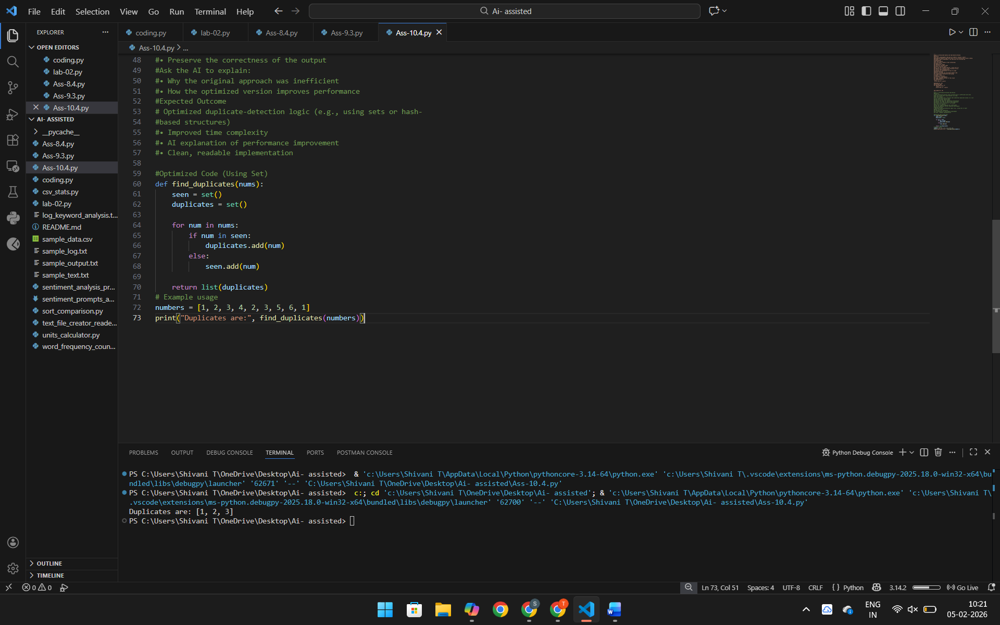 File Edit Selection View Go Run Terminal Help
Ai- assisted
EXPLORER
OPEN EDITORS
coding.py
lab-02.py
Ass-8.4.py
Ass-9.3.py
Ass-10.4.py
AI- ASSISTED
__pycache__
Ass-8.4.py
Ass-9.3.py
Ass-10.4.py
coding.py
csv_stats.py
lab-02.py
log_keyword_analysis.t...
README.md
sample_data.csv
sample_log.txt
sample_output.txt
sample_text.txt
sentiment_analysis_pr...
sentiment_prompts_a...
sort_comparison.py
text_file_creator_reade...
units_calculator.py
word_frequency_coun...
OUTLINE
TIMELINE
coding.py lab-02.py Ass-8.4.py Ass-9.3.py Ass-10.4.py
Ass-10.4.py > ...
48 #• Preserve the correctness of the output
49 #Ask the AI to explain:
50 #• Why the original approach was inefficient
51 #• How the optimized version improves performance
52 #Expected Outcome
53 # Optimized duplicate-detection logic (e.g., using sets or hash-
54 #based structures)
55 #• Improved time complexity
56 #• AI explanation of performance improvement
57 #• Clean, readable implementation
58
59 #Optimized Code (Using Set)
60 def find_duplicates(nums):
61     seen = set()
62     duplicates = set()
63
64     for num in nums:
65         if num in seen:
66             duplicates.add(num)
67         else:
68             seen.add(num)
69
70     return list(duplicates)
71 # Example usage
72 numbers = [1, 2, 3, 4, 2, 3, 5, 6, 1]
73 print("Duplicates are:", find_duplicates(numbers))
PROBLEMS OUTPUT DEBUG CONSOLE TERMINAL PORTS POSTMAN CONSOLE
Python Debug Console
PS C:\Users\Shivani T\OneDrive\Desktop\Ai- assisted>  & 'c:\Users\Shivani T\AppData\Local\Python\pythoncore-3.14-64\python.exe' 'c:\Users\Shivani T\.vscode\extensions\ms-python.debugpy-2025.18.0-win32-x64\bu
ndled\libs\debugpy\launcher' '62671' '--' 'C:\Users\Shivani T\OneDrive\Desktop\Ai- assisted\Ass-10.4.py'
PS C:\Users\Shivani T\OneDrive\Desktop\Ai- assisted>  c:; cd 'c:\Users\Shivani T\OneDrive\Desktop\Ai- assisted'; & 'c:\Users\Shivani T\AppData\Local\Python\pythoncore-3.14-64\python.exe' 'c:\Users\Shivani T\
.vscode\extensions\ms-python.debugpy-2025.18.0-win32-x64\bundled\libs\debugpy\launcher' '62700' '--' 'C:\Users\Shivani T\OneDrive\Desktop\Ai- assisted\Ass-10.4.py'
Duplicates are: [1, 2, 3]
PS C:\Users\Shivani T\OneDrive\Desktop\Ai- assisted>
0 0
Ln 73, Col 51 Spaces: 4 UTF-8 CRLF { } Python 3.14.2 Go Live
S T W
ENG
IN
10:21
05-02-2026